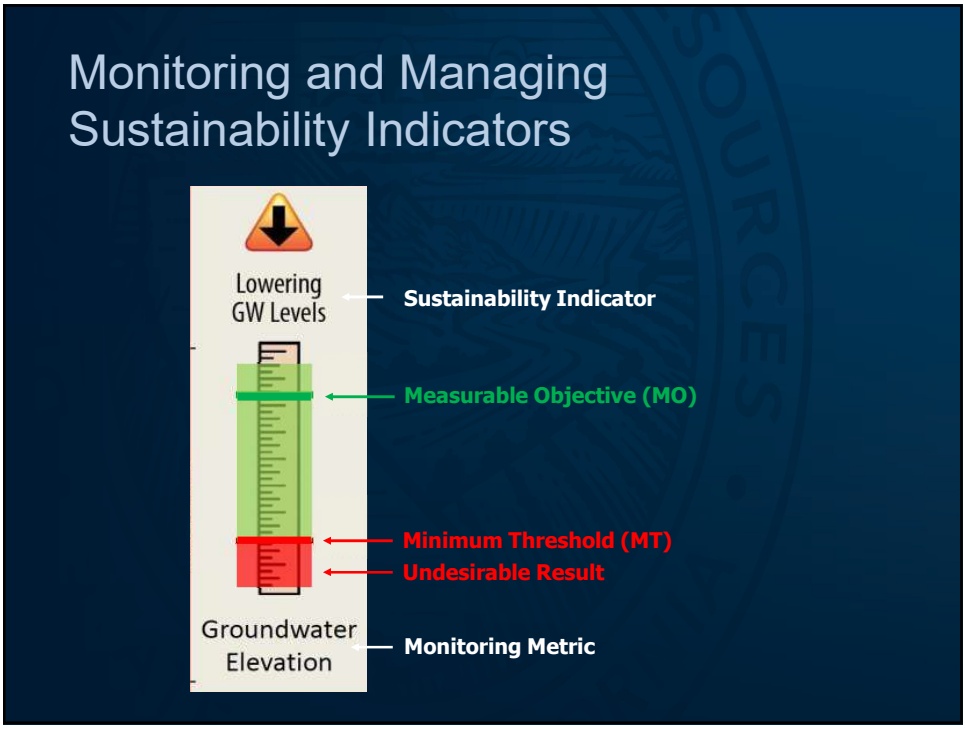 Monitoring and Managing
Sustainability Indicators
Lowering
GW Levels
Sustainability Indicator
Measurable Objective (MO)
Minimum Threshold (MT)
Undesirable Result
Groundwater
Elevation
Monitoring Metric
SOURCES